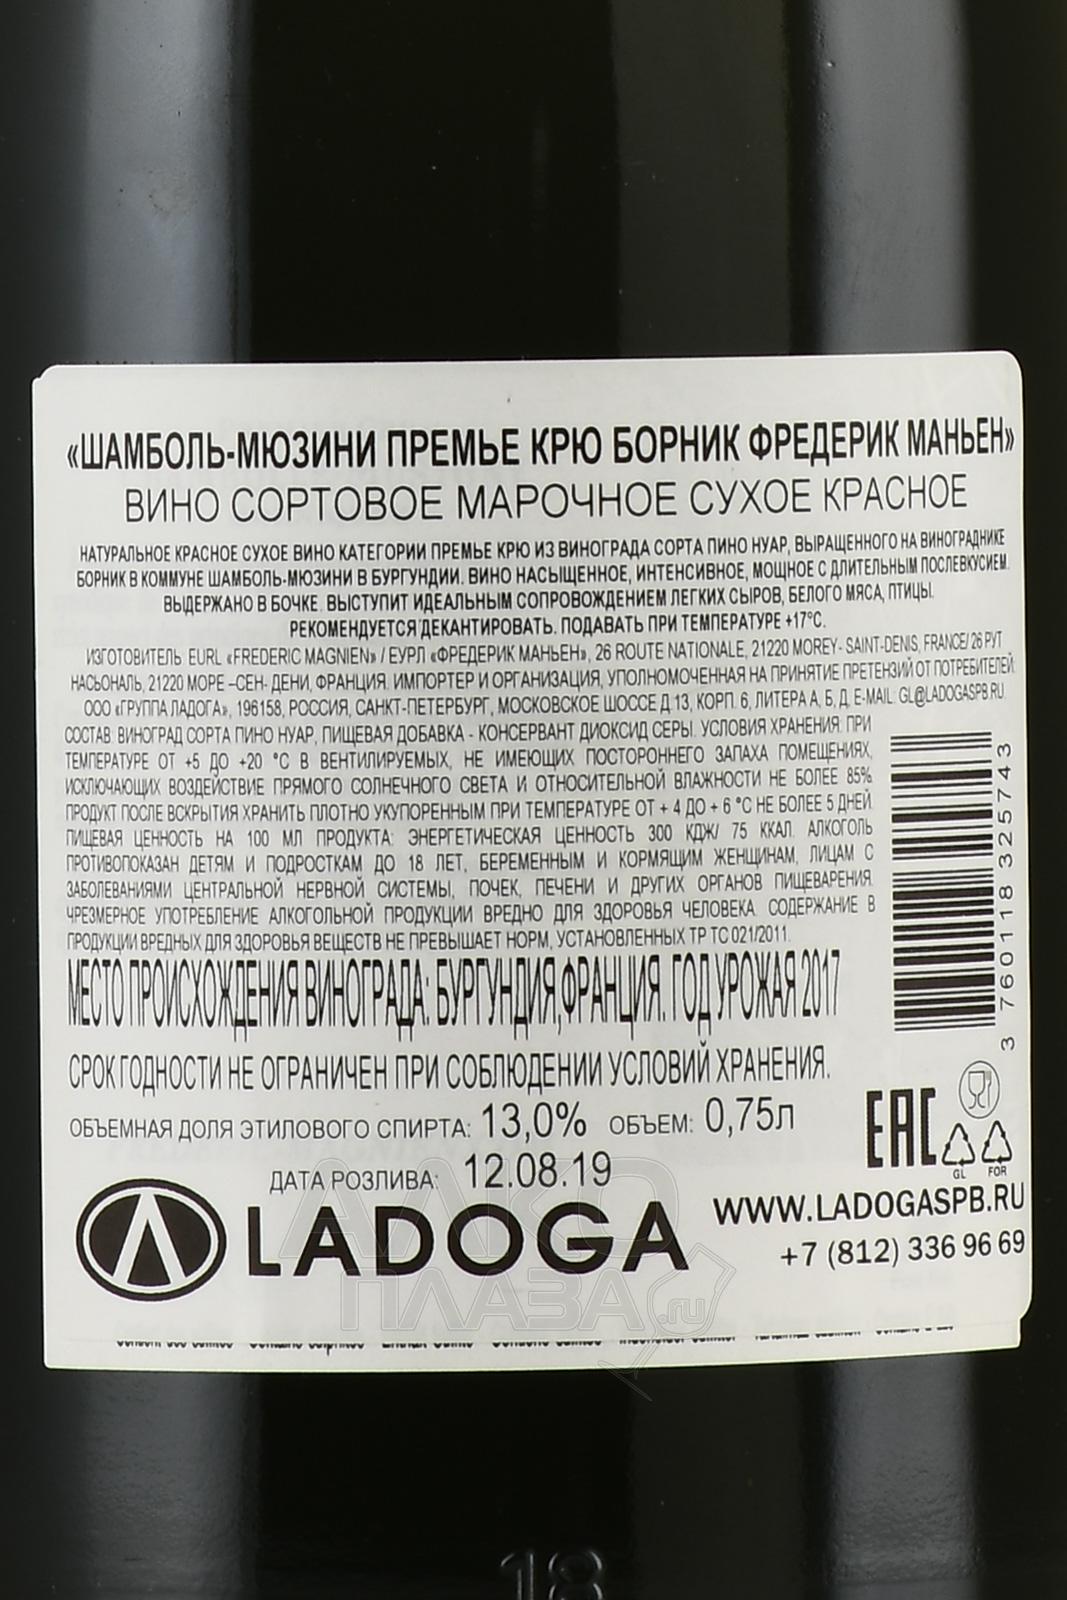 «ШАМБОЛЬ-МЮЗИНИ ПРЕМЬЕ КРЮ БОРНИК ФРЕДЕРИК МАНЬЕН»
ВИНО СОРТОВОЕ МАРОЧНОЕ СУХОЕ КРАСНОЕ
НАТУРАЛЬНОЕ КРАСНОЕ СУХОЕ ВИНО КАТЕГОРИИ ПРЕМЬЕ КРЮ ИЗ ВИНОГРАДА СОРТА ПИНО НУАР, ВЫРАЩЕННОГО НА ВИНОГРАДНИКЕ
БОРНИК В КОММУНЕ ШАМБОЛЬ-МЮЗИНИ В БУРГУНДИИ. ВИНО НАСЫЩЕННОЕ, ИНТЕНСИВНОЕ, МОЩНОЕ С ДЛИТЕЛЬНЫМ ПОСЛЕВКУСИЕМ.
ВЫДЕРЖАНО В БОЧКЕ. ВЫСТУПИТ ИДЕАЛЬНЫМ СОПРОВОЖДЕНИЕМ ЛЕГКИХ СЫРОВ, БЕЛОГО МЯСА, ПТИЦЫ.
РЕКОМЕНДУЕТСЯ ДЕКАНТИРОВАТЬ. ПОДАВАТЬ ПРИ ТЕМПЕРАТУРЕ +17°С.
ИЗГОТОВИТЕЛЬ: EURL «FREDERIC MAGNIEN» / ЕУРЛ «ФРЕДЕРИК МАНЬЕН», 26 ROUTE NATIONALE, 21220 MOREY- SAINT-DENIS, FRANCE/ 26 РУТ
НАСЬОНАЛЬ, 21220 МОРЕ –СЕН- ДЕНИ, ФРАНЦИЯ. ИМПОРТЕР И ОРГАНИЗАЦИЯ, УПОЛНОМОЧЕННАЯ НА ПРИНЯТИЕ ПРЕТЕНЗИЙ ОТ ПОТРЕБИТЕЛЕЙ:
ООО «ГРУППА ЛАДОГА», 196158, РОССИЯ, САНКТ-ПЕТЕРБУРГ, МОСКОВСКОЕ ШОССЕ Д.13, КОРП. 6, ЛИТЕРА А, Б, Д, E-MAIL: GL@LADOGASPB.RU.
СОСТАВ: ВИНОГРАД СОРТА ПИНО НУАР, ПИЩЕВАЯ ДОБАВКА - КОНСЕРВАНТ ДИОКСИД СЕРЫ. УСЛОВИЯ ХРАНЕНИЯ: ПРИ
ТЕМПЕРАТУРЕ ОТ +5 ДО +20 °С В ВЕНТИЛИРУЕМЫХ, НЕ ИМЕЮЩИХ ПОСТОРОННЕГО ЗАПАХА ПОМЕЩЕНИЯХ,
ИСКЛЮЧАЮЩИХ ВОЗДЕЙСТВИЕ ПРЯМОГО СОЛНЕЧНОГО СВЕТА И ОТНОСИТЕЛЬНОЙ ВЛАЖНОСТИ НЕ БОЛЕЕ 85%.
ПРОДУКТ ПОСЛЕ ВСКРЫТИЯ ХРАНИТЬ ПЛОТНО УКУПОРЕННЫМ ПРИ ТЕМПЕРАТУРЕ ОТ + 4 ДО + 6 °С НЕ БОЛЕЕ 5 ДНЕЙ.
ПИЩЕВАЯ ЦЕННОСТЬ НА 100 МЛ ПРОДУКТА: ЭНЕРГЕТИЧЕСКАЯ ЦЕННОСТЬ 300 КДЖ/ 75 ККАЛ. АЛКОГОЛЬ
ПРОТИВОПОКАЗАН ДЕТЯМ И ПОДРОСТКАМ ДО 18 ЛЕТ, БЕРЕМЕННЫМ И КОРМЯЩИМ ЖЕНЩИНАМ, ЛИЦАМ С
ЗАБОЛЕВАНИЯМИ ЦЕНТРАЛЬНОЙ НЕРВНОЙ СИСТЕМЫ, ПОЧЕК, ПЕЧЕНИ И ДРУГИХ ОРГАНОВ ПИЩЕВАРЕНИЯ.
ЧРЕЗМЕРНОЕ УПОТРЕБЛЕНИЕ АЛКОГОЛЬНОЙ ПРОДУКЦИИ ВРЕДНО ДЛЯ ЗДОРОВЬЯ ЧЕЛОВЕКА. СОДЕРЖАНИЕ В
ПРОДУКЦИИ ВРЕДНЫХ ДЛЯ ЗДОРОВЬЯ ВЕЩЕСТВ НЕ ПРЕВЫШАЕТ НОРМ, УСТАНОВЛЕННЫХ ТР ТС 021/2011.
МЕСТО ПРОИСХОЖДЕНИЯ ВИНОГРАДА: БУРГУНДИЯ,ФРАНЦИЯ. ГОД УРОЖАЯ 2017
СРОК ГОДНОСТИ НЕ ОГРАНИЧЕН ПРИ СОБЛЮДЕНИИ УСЛОВИЙ ХРАНЕНИЯ.
ОБЪЕМНАЯ ДОЛЯ ЭТИЛОВОГО СПИРТА: 13,0% ОБЪЕМ: 0,75л
ДАТА РОЗЛИВА: 12.08.19
3 760118 325743
EAC
GL FOR
LADOGA
WWW.LADOGASPB.RU
+7 (812) 336 96 69
АЛКО
ПЛАЗА .ru
18